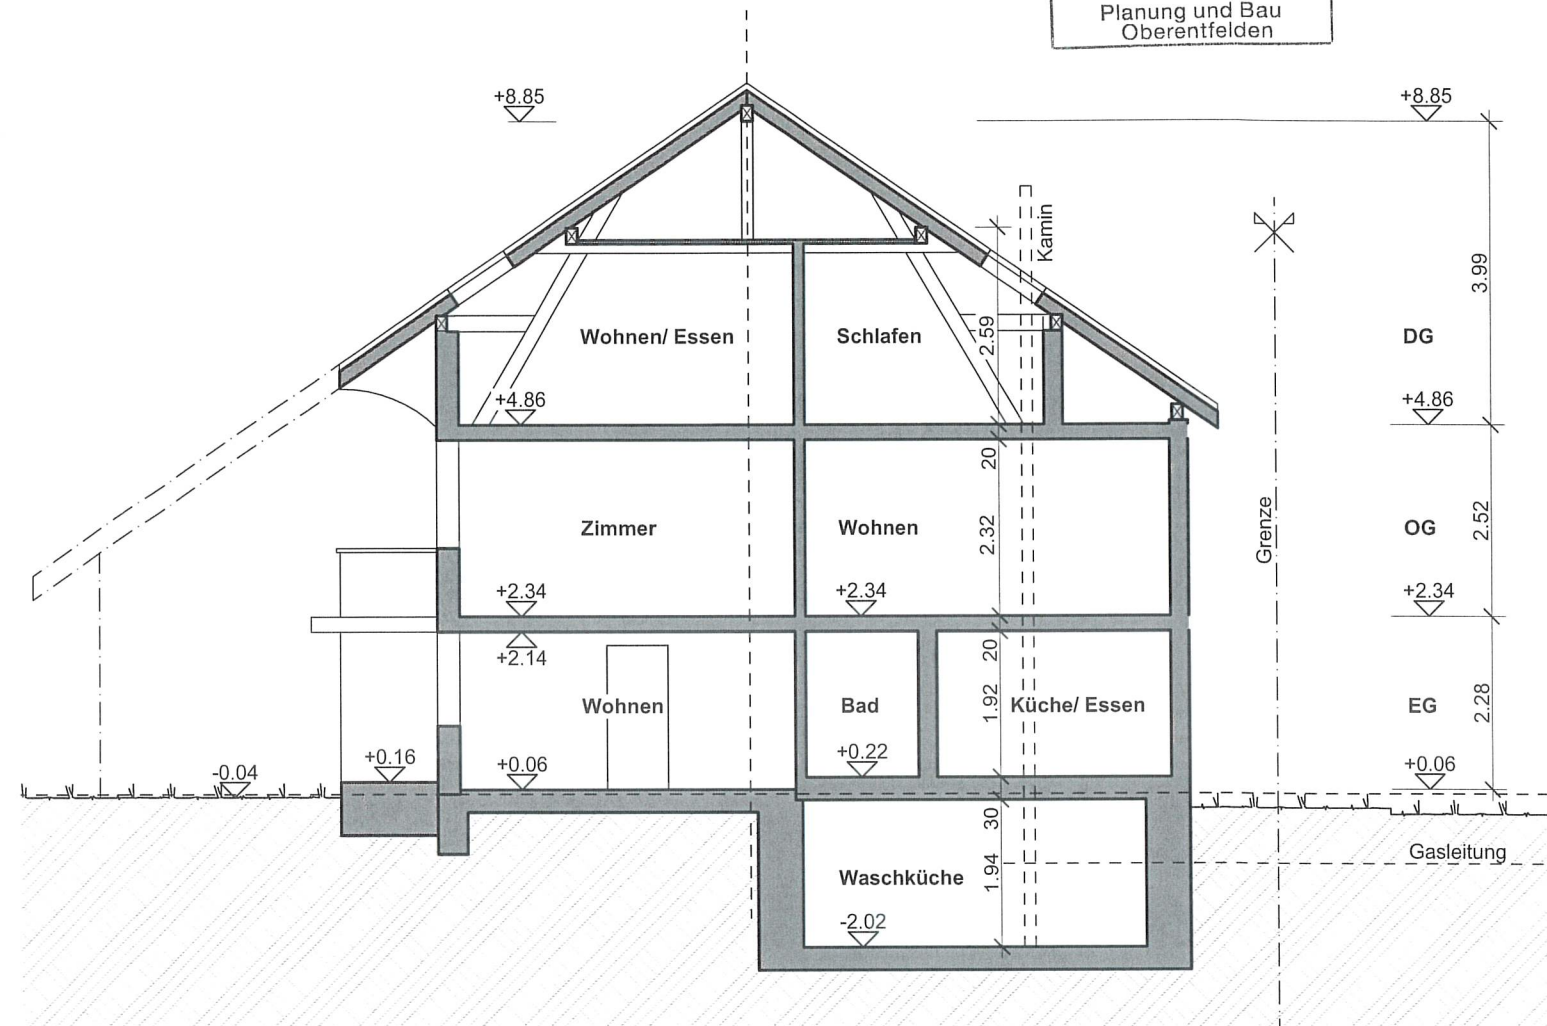 Planung und Bau
Oberentfelden
+8.85
+8.85
Kamin
3.99
Wohnen/ Essen
Schlafen
2.59
DG
+4.86
+4.86
20
Zimmer
Wohnen
2.32
Grenze
OG
2.52
+2.34
+2.34
+2.34
+2.14
20
Wohnen
Bad
1.92
Küche/ Essen
EG
2.28
-0.04
+0.16
+0.06
+0.22
+0.06
30
Gasleitung
Waschküche
1.94
-2.02